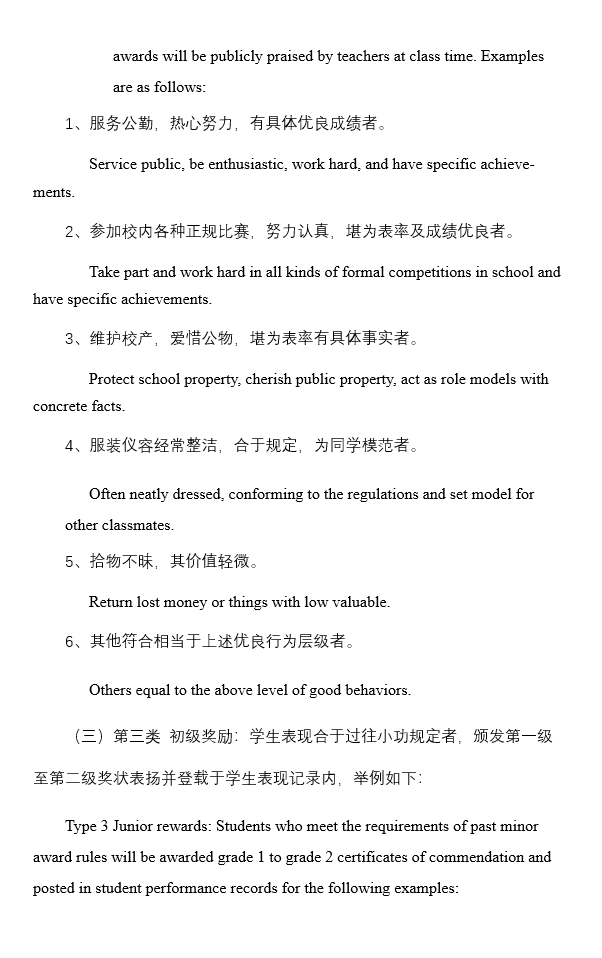 awards will be publicly praised by teachers at class time. Examples
are as follows:
1、服务公勤，热心努力，有具体优良成绩者。
Service public, be enthusiastic, work hard, and have specific achieve-
ments.
2、参加校内各种正规比赛，努力认真，堪为表率及成绩优良者。
Take part and work hard in all kinds of formal competitions in school and
have specific achievements.
3、维护校产，爱惜公物，堪为表率有具体事实者。
Protect school property, cherish public property, act as role models with
concrete facts.
4、服装仪容经常整洁，合于规定，为同学模范者。
Often neatly dressed, conforming to the regulations and set model for
other classmates.
5、拾物不昧，其价值轻微。
Return lost money or things with low valuable.
6、其他符合相当于上述优良行为层级者。
Others equal to the above level of good behaviors.
（三）第三类 初级奖励：学生表现合于过往小功规定者，颁发第一级
至第二级奖状表扬并登载于学生表现记录内，举例如下：
Type 3 Junior rewards: Students who meet the requirements of past minor
award rules will be awarded grade 1 to grade 2 certificates of commendation and
posted in student performance records for the following examples: